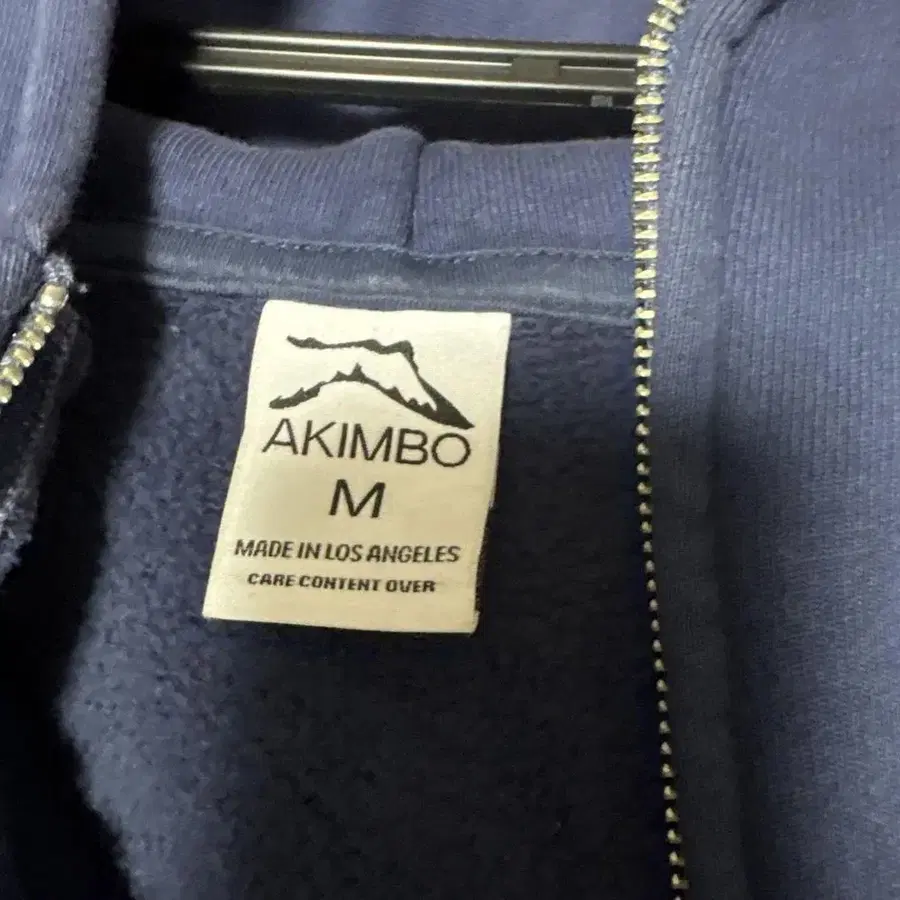 AKIMBO
M
MADE IN LOS ANGELES
CARE CONTENT OVER